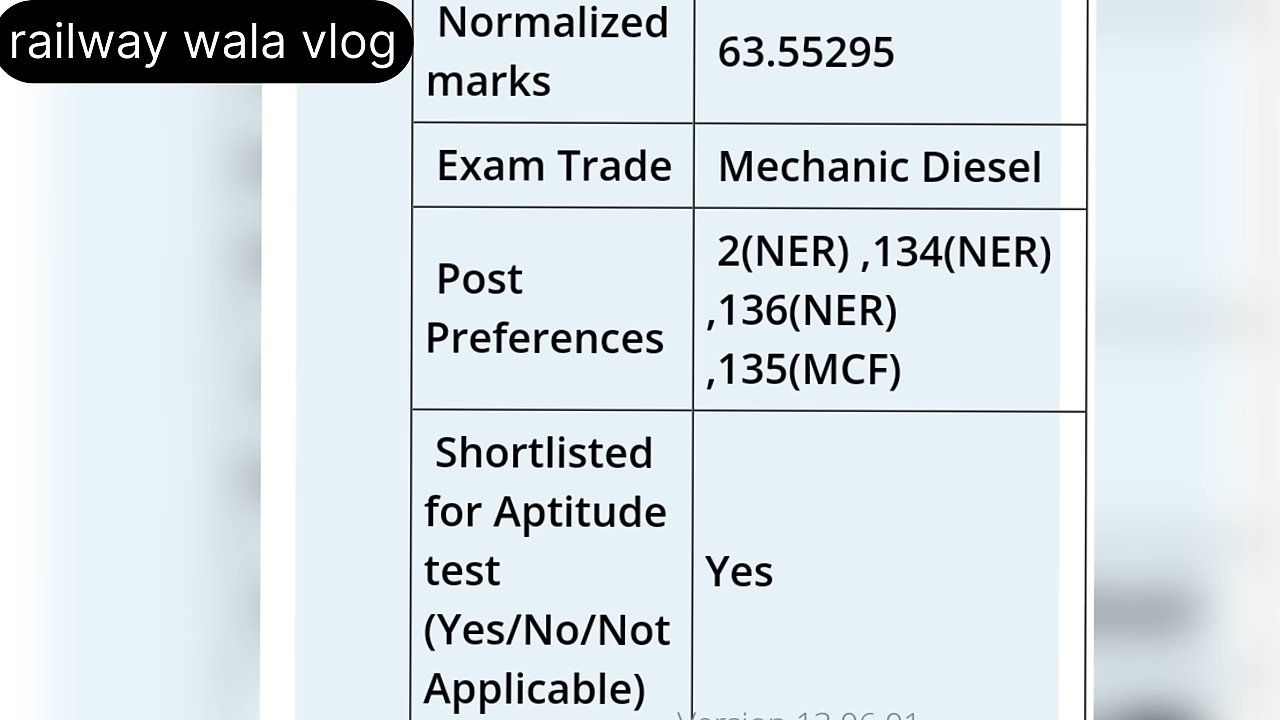 railway wala vlog
Normalized
marks
63.55295
Exam Trade
Mechanic Diesel
Post
Preferences
2(NER) ,134(NER)
,136(NER)
,135(MCF)
Shortlisted
for Aptitude
test
(Yes/No/Not
Applicable)
Yes